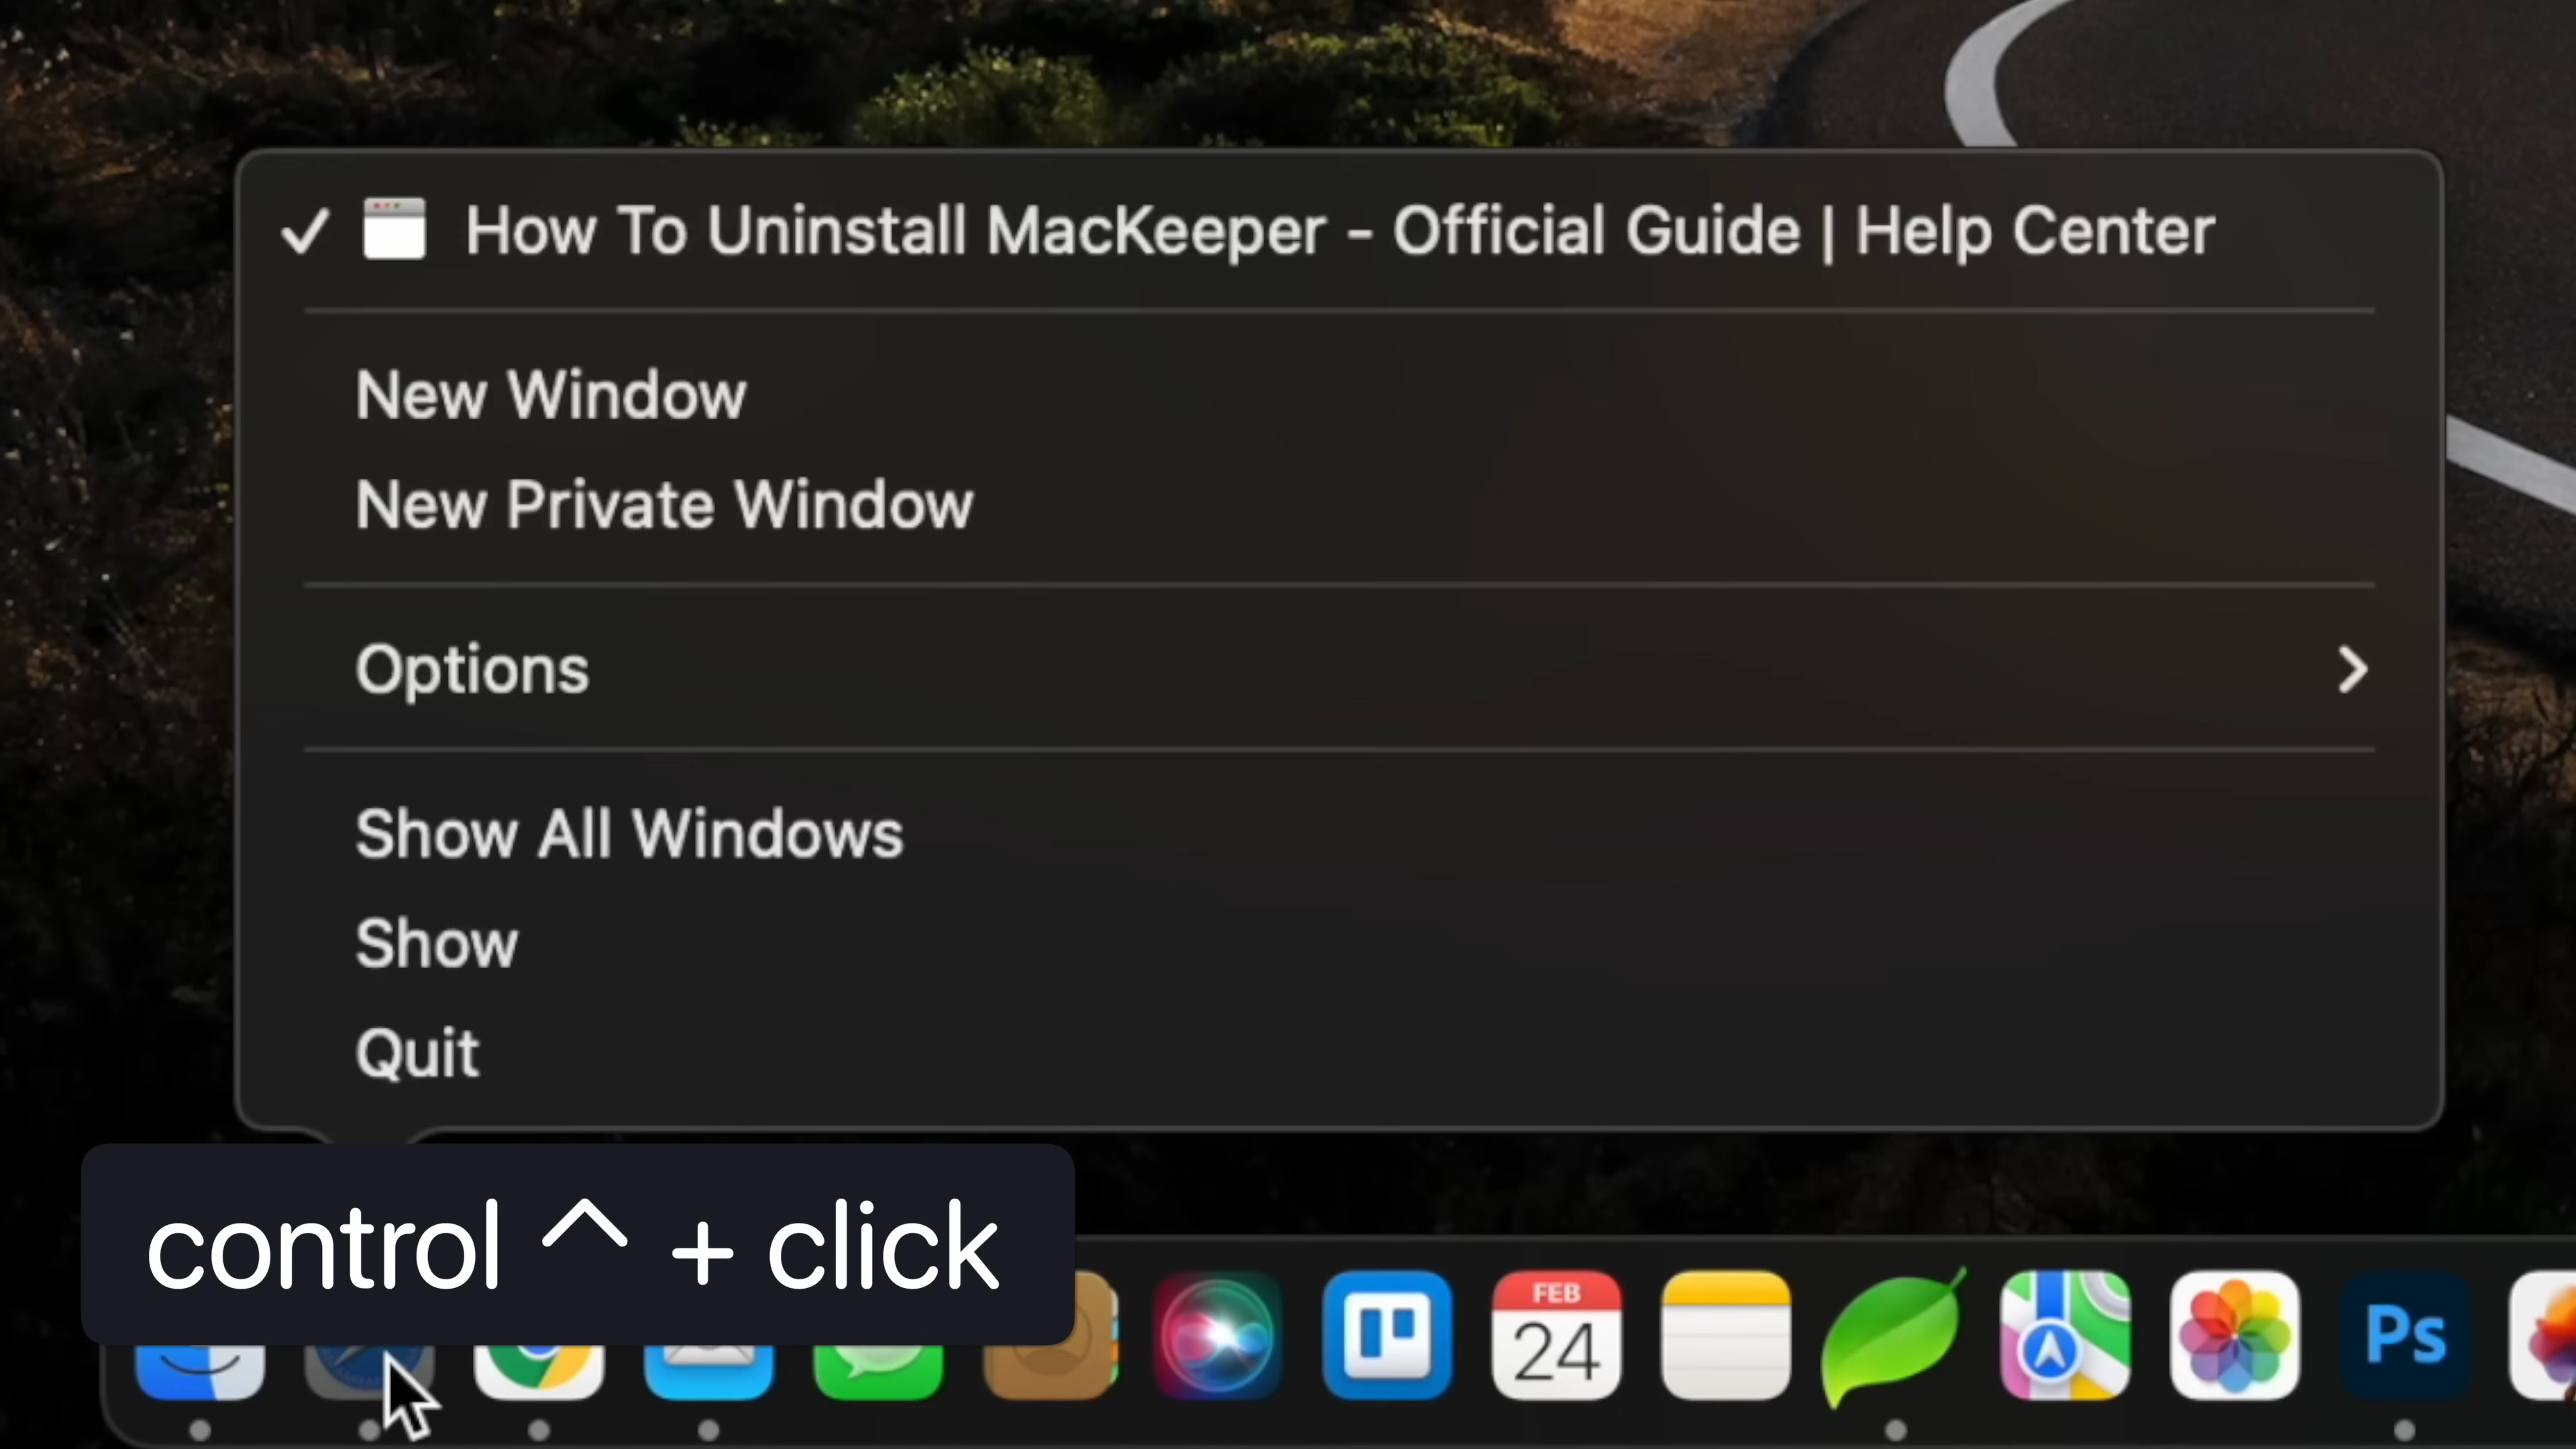 ✓ How To Uninstall MacKeeper - Official Guide | Help Center
New Window
New Private Window
Options
Show All Windows
Show
Quit
control ^ + click
FEB
24
Ps